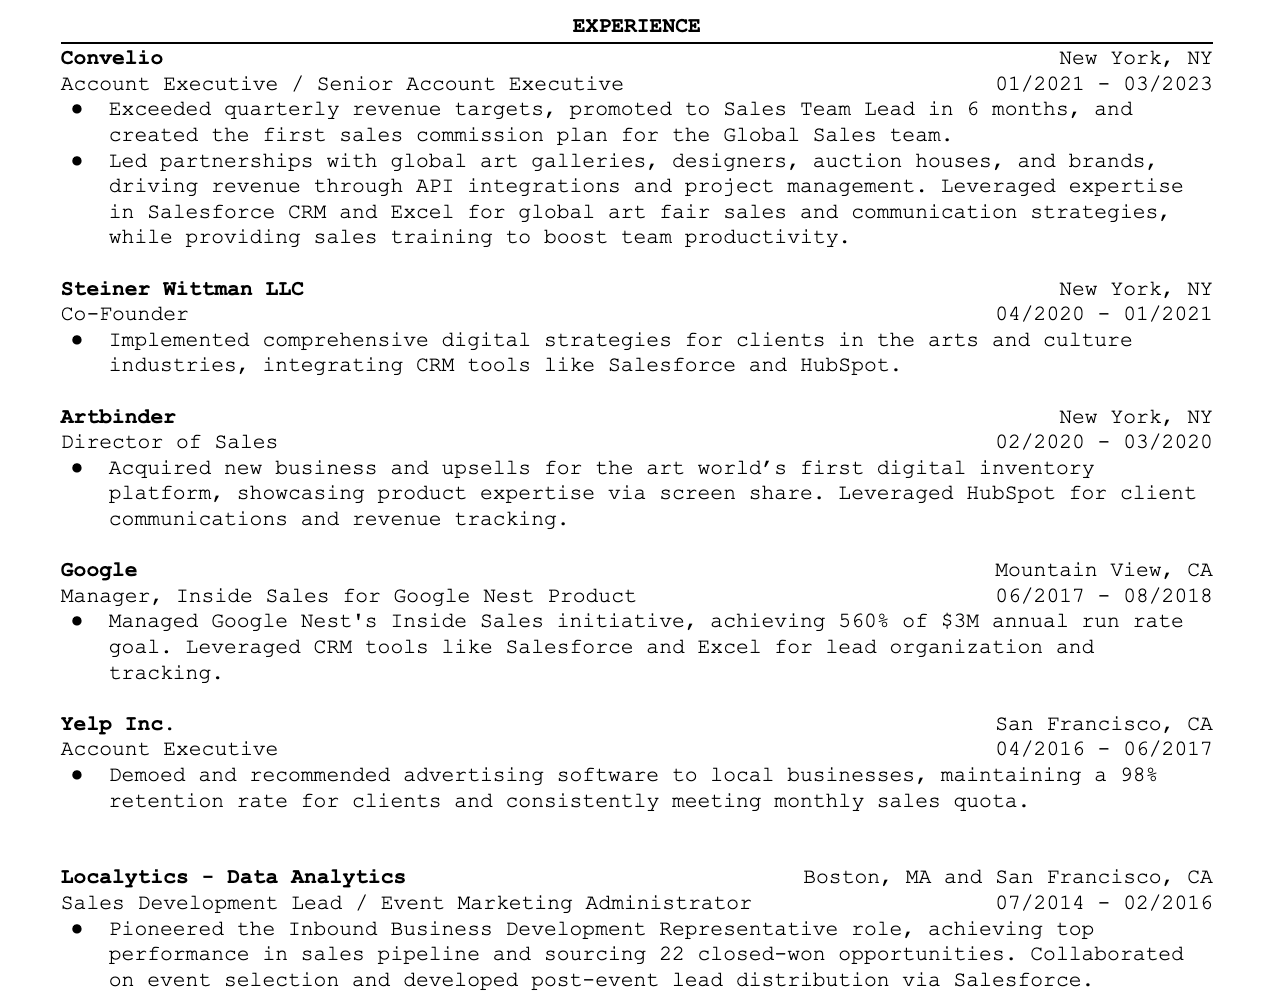 EXPERIENCE
Convelio New York, NY
Account Executive / Senior Account Executive 01/2021 - 03/2023
● Exceeded quarterly revenue targets, promoted to Sales Team Lead in 6 months, and
created the first sales commission plan for the Global Sales team.
● Led partnerships with global art galleries, designers, auction houses, and brands,
driving revenue through API integrations and project management. Leveraged expertise
in Salesforce CRM and Excel for global art fair sales and communication strategies,
while providing sales training to boost team productivity.
Steiner Wittman LLC New York, NY
Co-Founder 04/2020 - 01/2021
● Implemented comprehensive digital strategies for clients in the arts and culture
industries, integrating CRM tools like Salesforce and HubSpot.
Artbinder New York, NY
Director of Sales 02/2020 - 03/2020
● Acquired new business and upsells for the art world’s first digital inventory
platform, showcasing product expertise via screen share. Leveraged HubSpot for client
communications and revenue tracking.
Google Mountain View, CA
Manager, Inside Sales for Google Nest Product 06/2017 - 08/2018
● Managed Google Nest's Inside Sales initiative, achieving 560% of $3M annual run rate
goal. Leveraged CRM tools like Salesforce and Excel for lead organization and
tracking.
Yelp Inc. San Francisco, CA
Account Executive 04/2016 - 06/2017
● Demoed and recommended advertising software to local businesses, maintaining a 98%
retention rate for clients and consistently meeting monthly sales quota.
Localytics - Data Analytics Boston, MA and San Francisco, CA
Sales Development Lead / Event Marketing Administrator 07/2014 - 02/2016
● Pioneered the Inbound Business Development Representative role, achieving top
performance in sales pipeline and sourcing 22 closed-won opportunities. Collaborated
on event selection and developed post-event lead distribution via Salesforce.